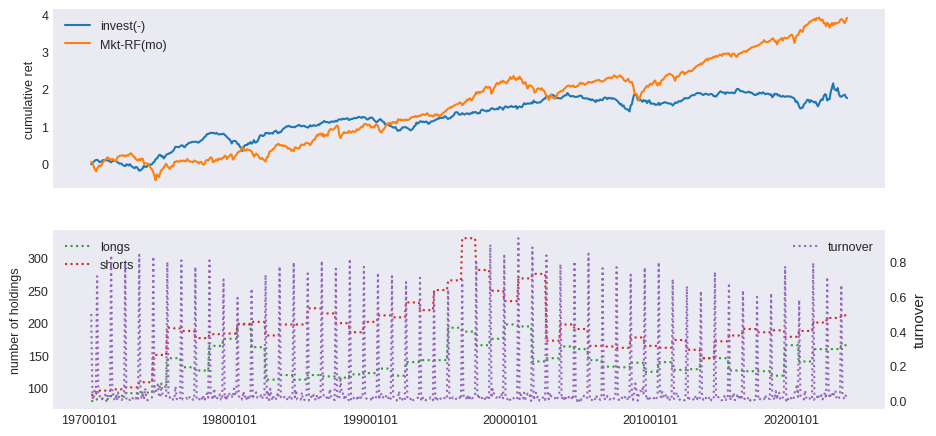 4
3
2
1
0
cumulative ret
invest(-)
Mkt-RF(mo)
300
250
200
150
100
number of holdings
longs
shorts
turnover
0.8
0.6
0.4
0.2
0.0
turnover
19700101
19800101
19900101
20000101
20100101
20200101